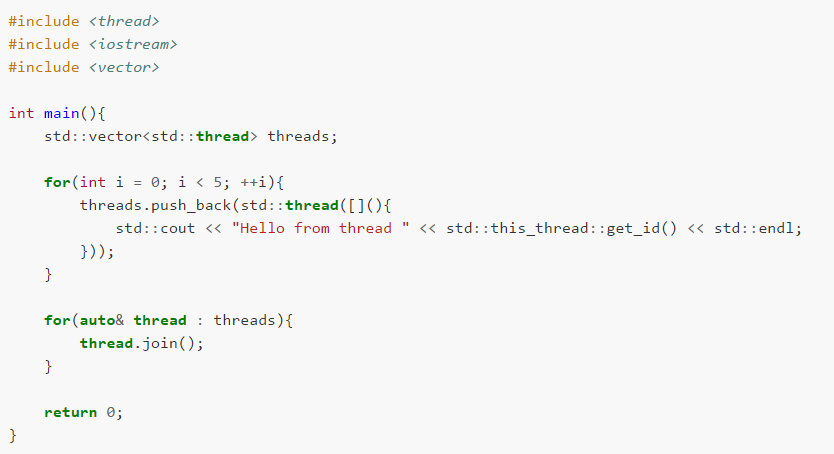 #include <thread>
#include <iostream>
#include <vector>
int main(){
    std::vector<std::thread> threads;
    for(int i = 0; i < 5; ++i){
        threads.push_back(std::thread([](){
            std::cout << "Hello from thread " << std::this_thread::get_id() << std::endl;
        }));
    }
    for(auto& thread : threads){
        thread.join();
    }
    return 0;
}